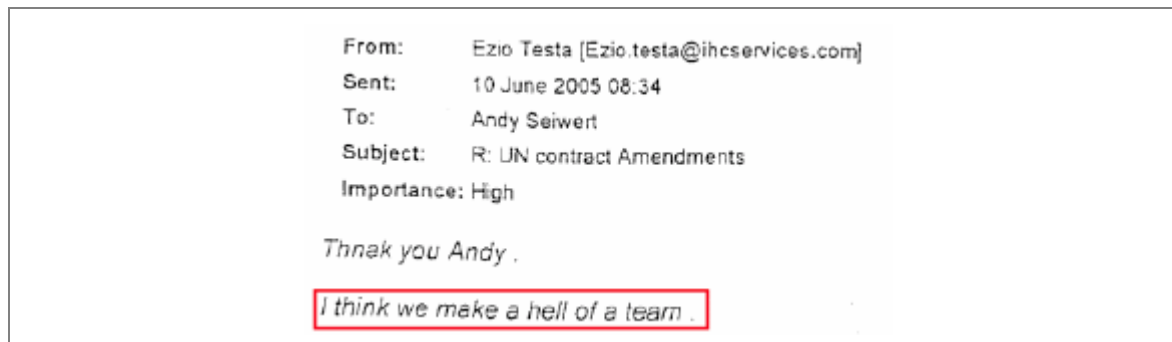 From: Ezio Testa [Ezio.testa@ihcservices.com]
Sent: 10 June 2005 08:34
To: Andy Seiwert
Subject: R: UN contract Amendments
Importance: High
Thnak you Andy .
I think we make a hell of a team .